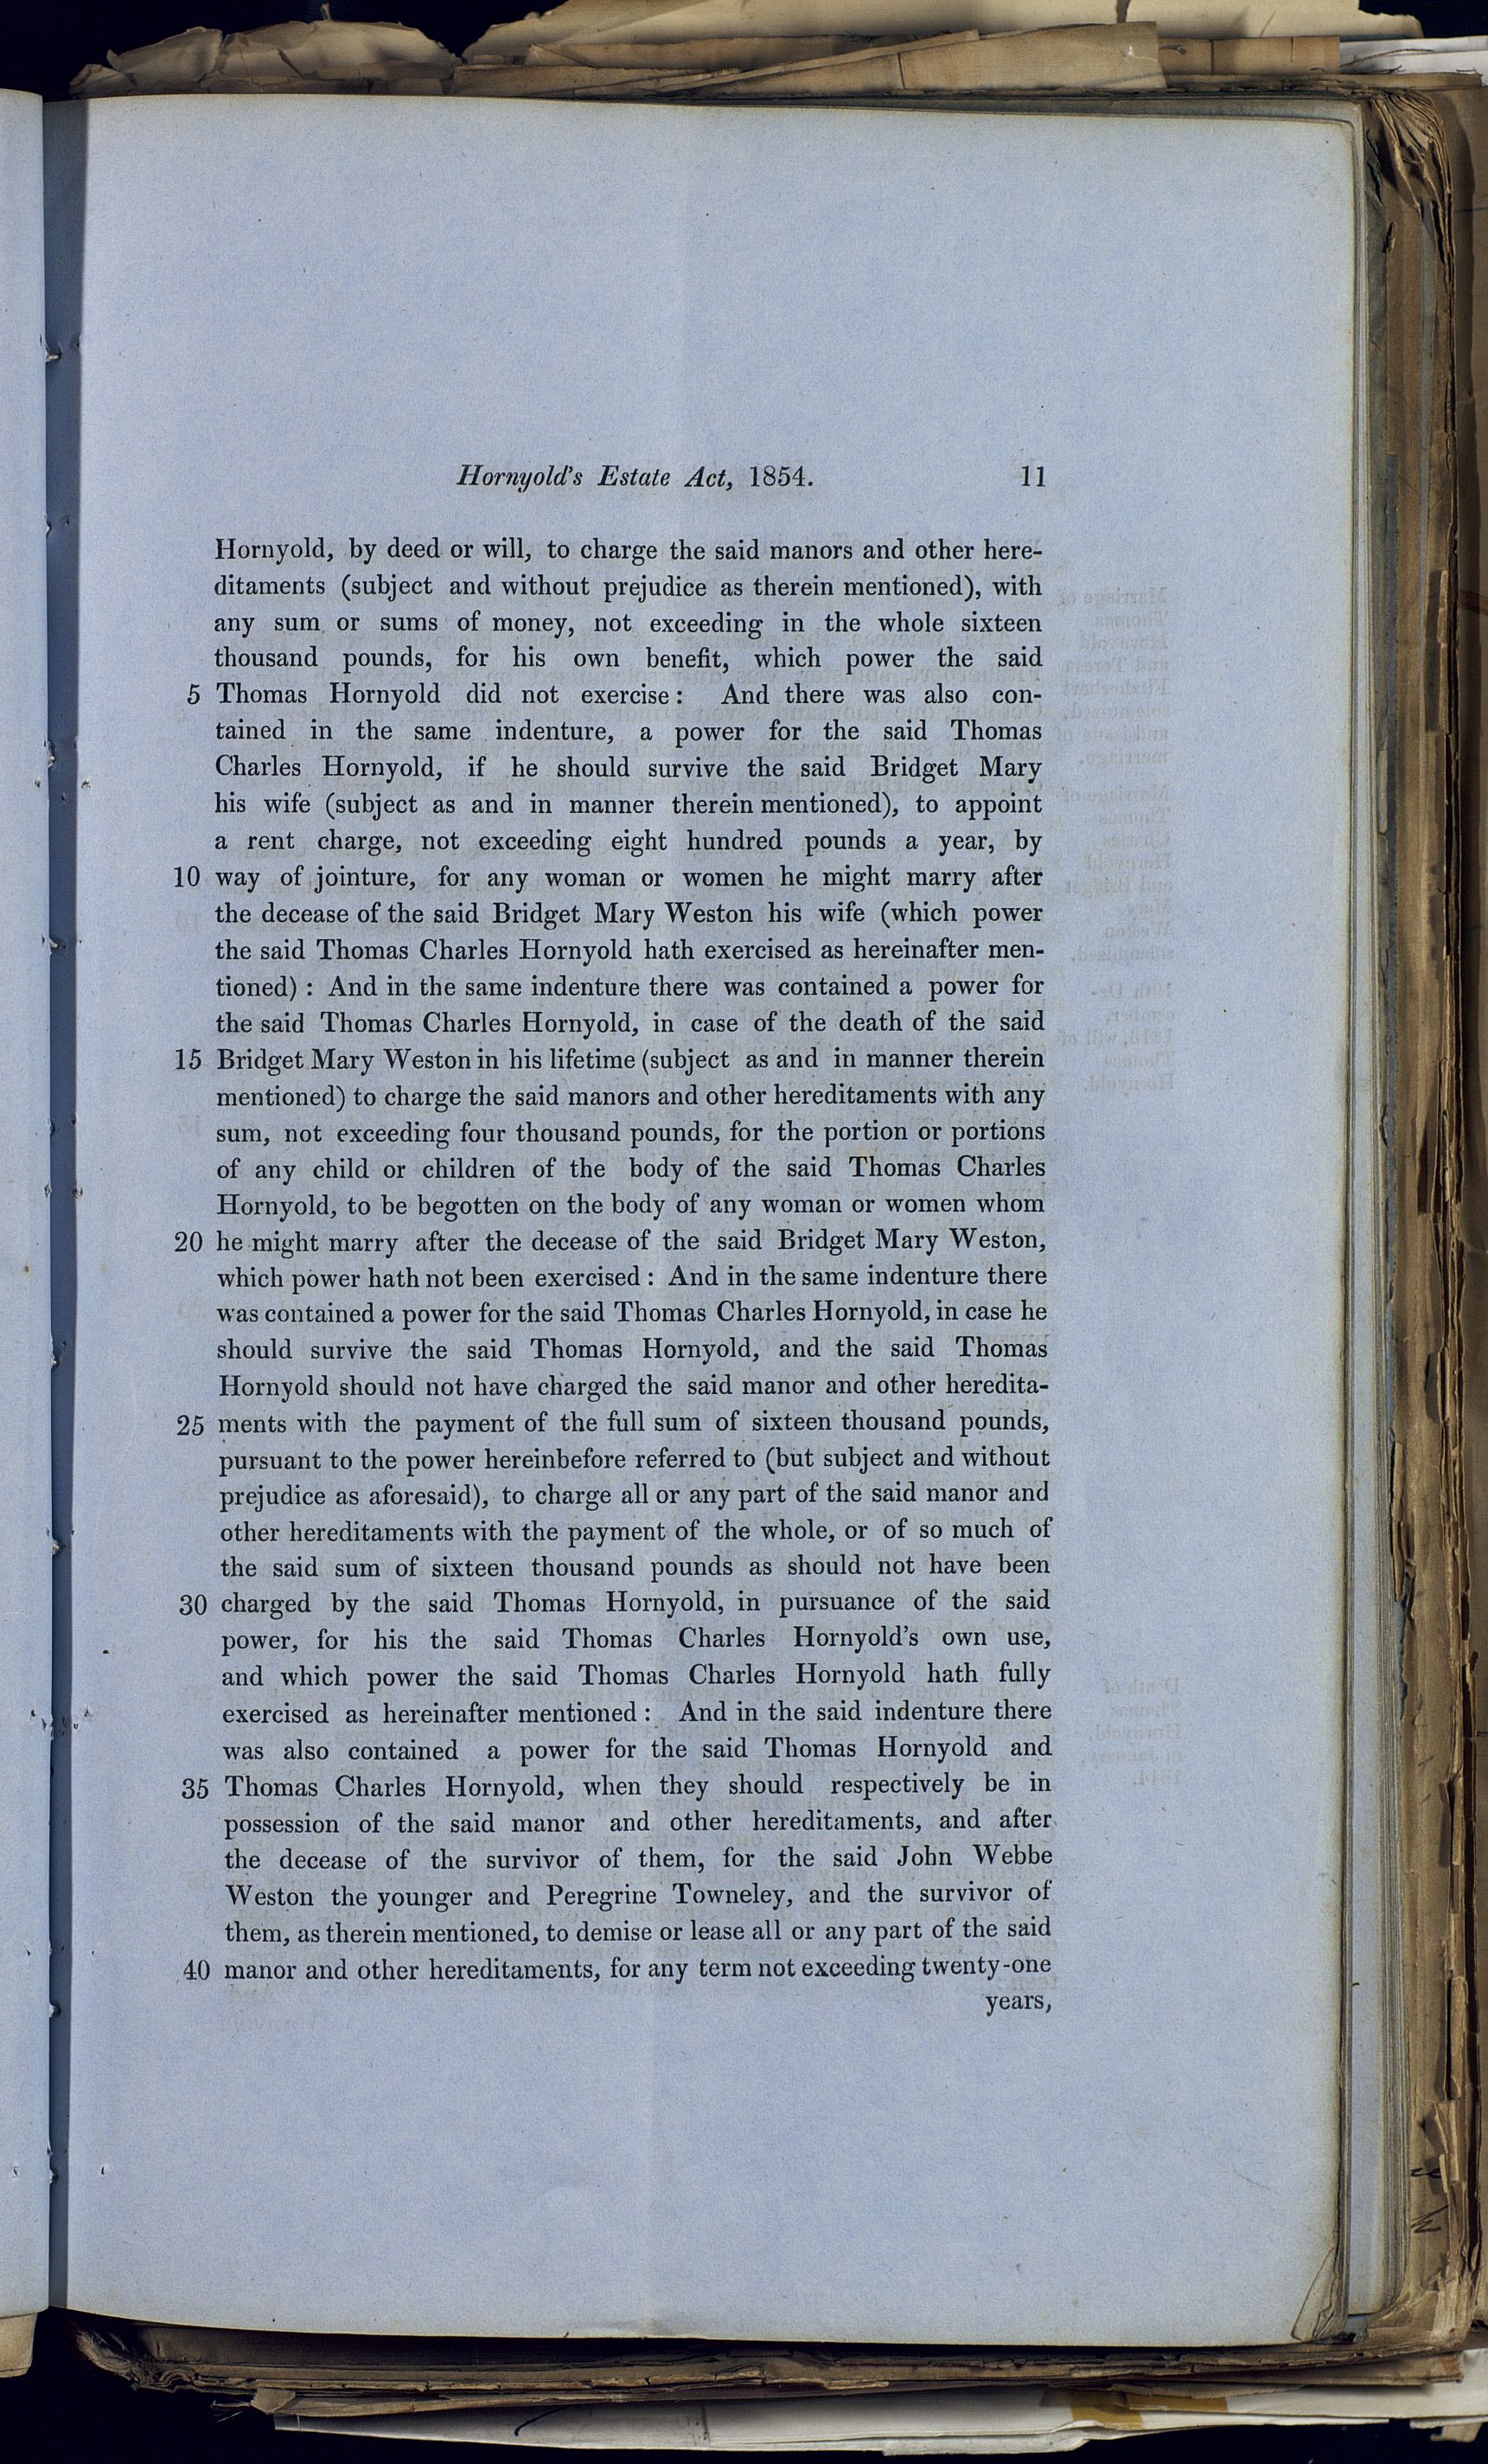 Hornyold's Estate Act, 1854. 11
Hornyold, by deed or will, to charge the said manors and other here-
ditaments (subject and without prejudice as therein mentioned), with
any sum or sums of money, not exceeding in the whole sixteen
thousand pounds, for his own benefit, which power the said
5 Thomas Hornyold did not exercise: And there was also con-
tained in the same indenture, a power for the said Thomas
Charles Hornyold, if he should survive the said Bridget Mary
his wife (subject as and in manner therein mentioned), to appoint
a rent charge, not exceeding eight hundred pounds a year, by
10 way of jointure, for any woman or women he might marry after
the decease of the said Bridget Mary Weston his wife (which power
the said Thomas Charles Hornyold hath exercised as hereinafter men-
tioned): And in the same indenture there was contained a power for
the said Thomas Charles Hornyold, in case of the death of the said
15 Bridget Mary Weston in his lifetime (subject as and in manner therein
mentioned) to charge the said manors and other hereditaments with any
sum, not exceeding four thousand pounds, for the portion or portions
of any child or children of the body of the said Thomas Charles
Hornyold, to be begotten on the body of any woman or women whom
20 he might marry after the decease of the said Bridget Mary Weston,
which power hath not been exercised: And in the same indenture there
was contained a power for the said Thomas Charles Hornyold, in case he
should survive the said Thomas Hornyold, and the said Thomas
Hornyold should not have charged the said manor and other heredita-
25 ments with the payment of the full sum of sixteen thousand pounds,
pursuant to the power hereinbefore referred to (but subject and without
prejudice as aforesaid), to charge all or any part of the said manor and
other hereditaments with the payment of the whole, or of so much of
the said sum of sixteen thousand pounds as should not have been
30 charged by the said Thomas Hornyold, in pursuance of the said
power, for his the said Thomas Charles Hornyold's own use,
and which power the said Thomas Charles Hornyold hath fully
exercised as hereinafter mentioned: And in the said indenture there
was also contained a power for the said Thomas Hornyold and
35 Thomas Charles Hornyold, when they should respectively be in
possession of the said manor and other hereditaments, and after
the decease of the survivor of them, for the said John Webbe
Weston the younger and Peregrine Towneley, and the survivor of
them, as therein mentioned, to demise or lease all or any part of the said
40 manor and other hereditaments, for any term not exceeding twenty-one
years,